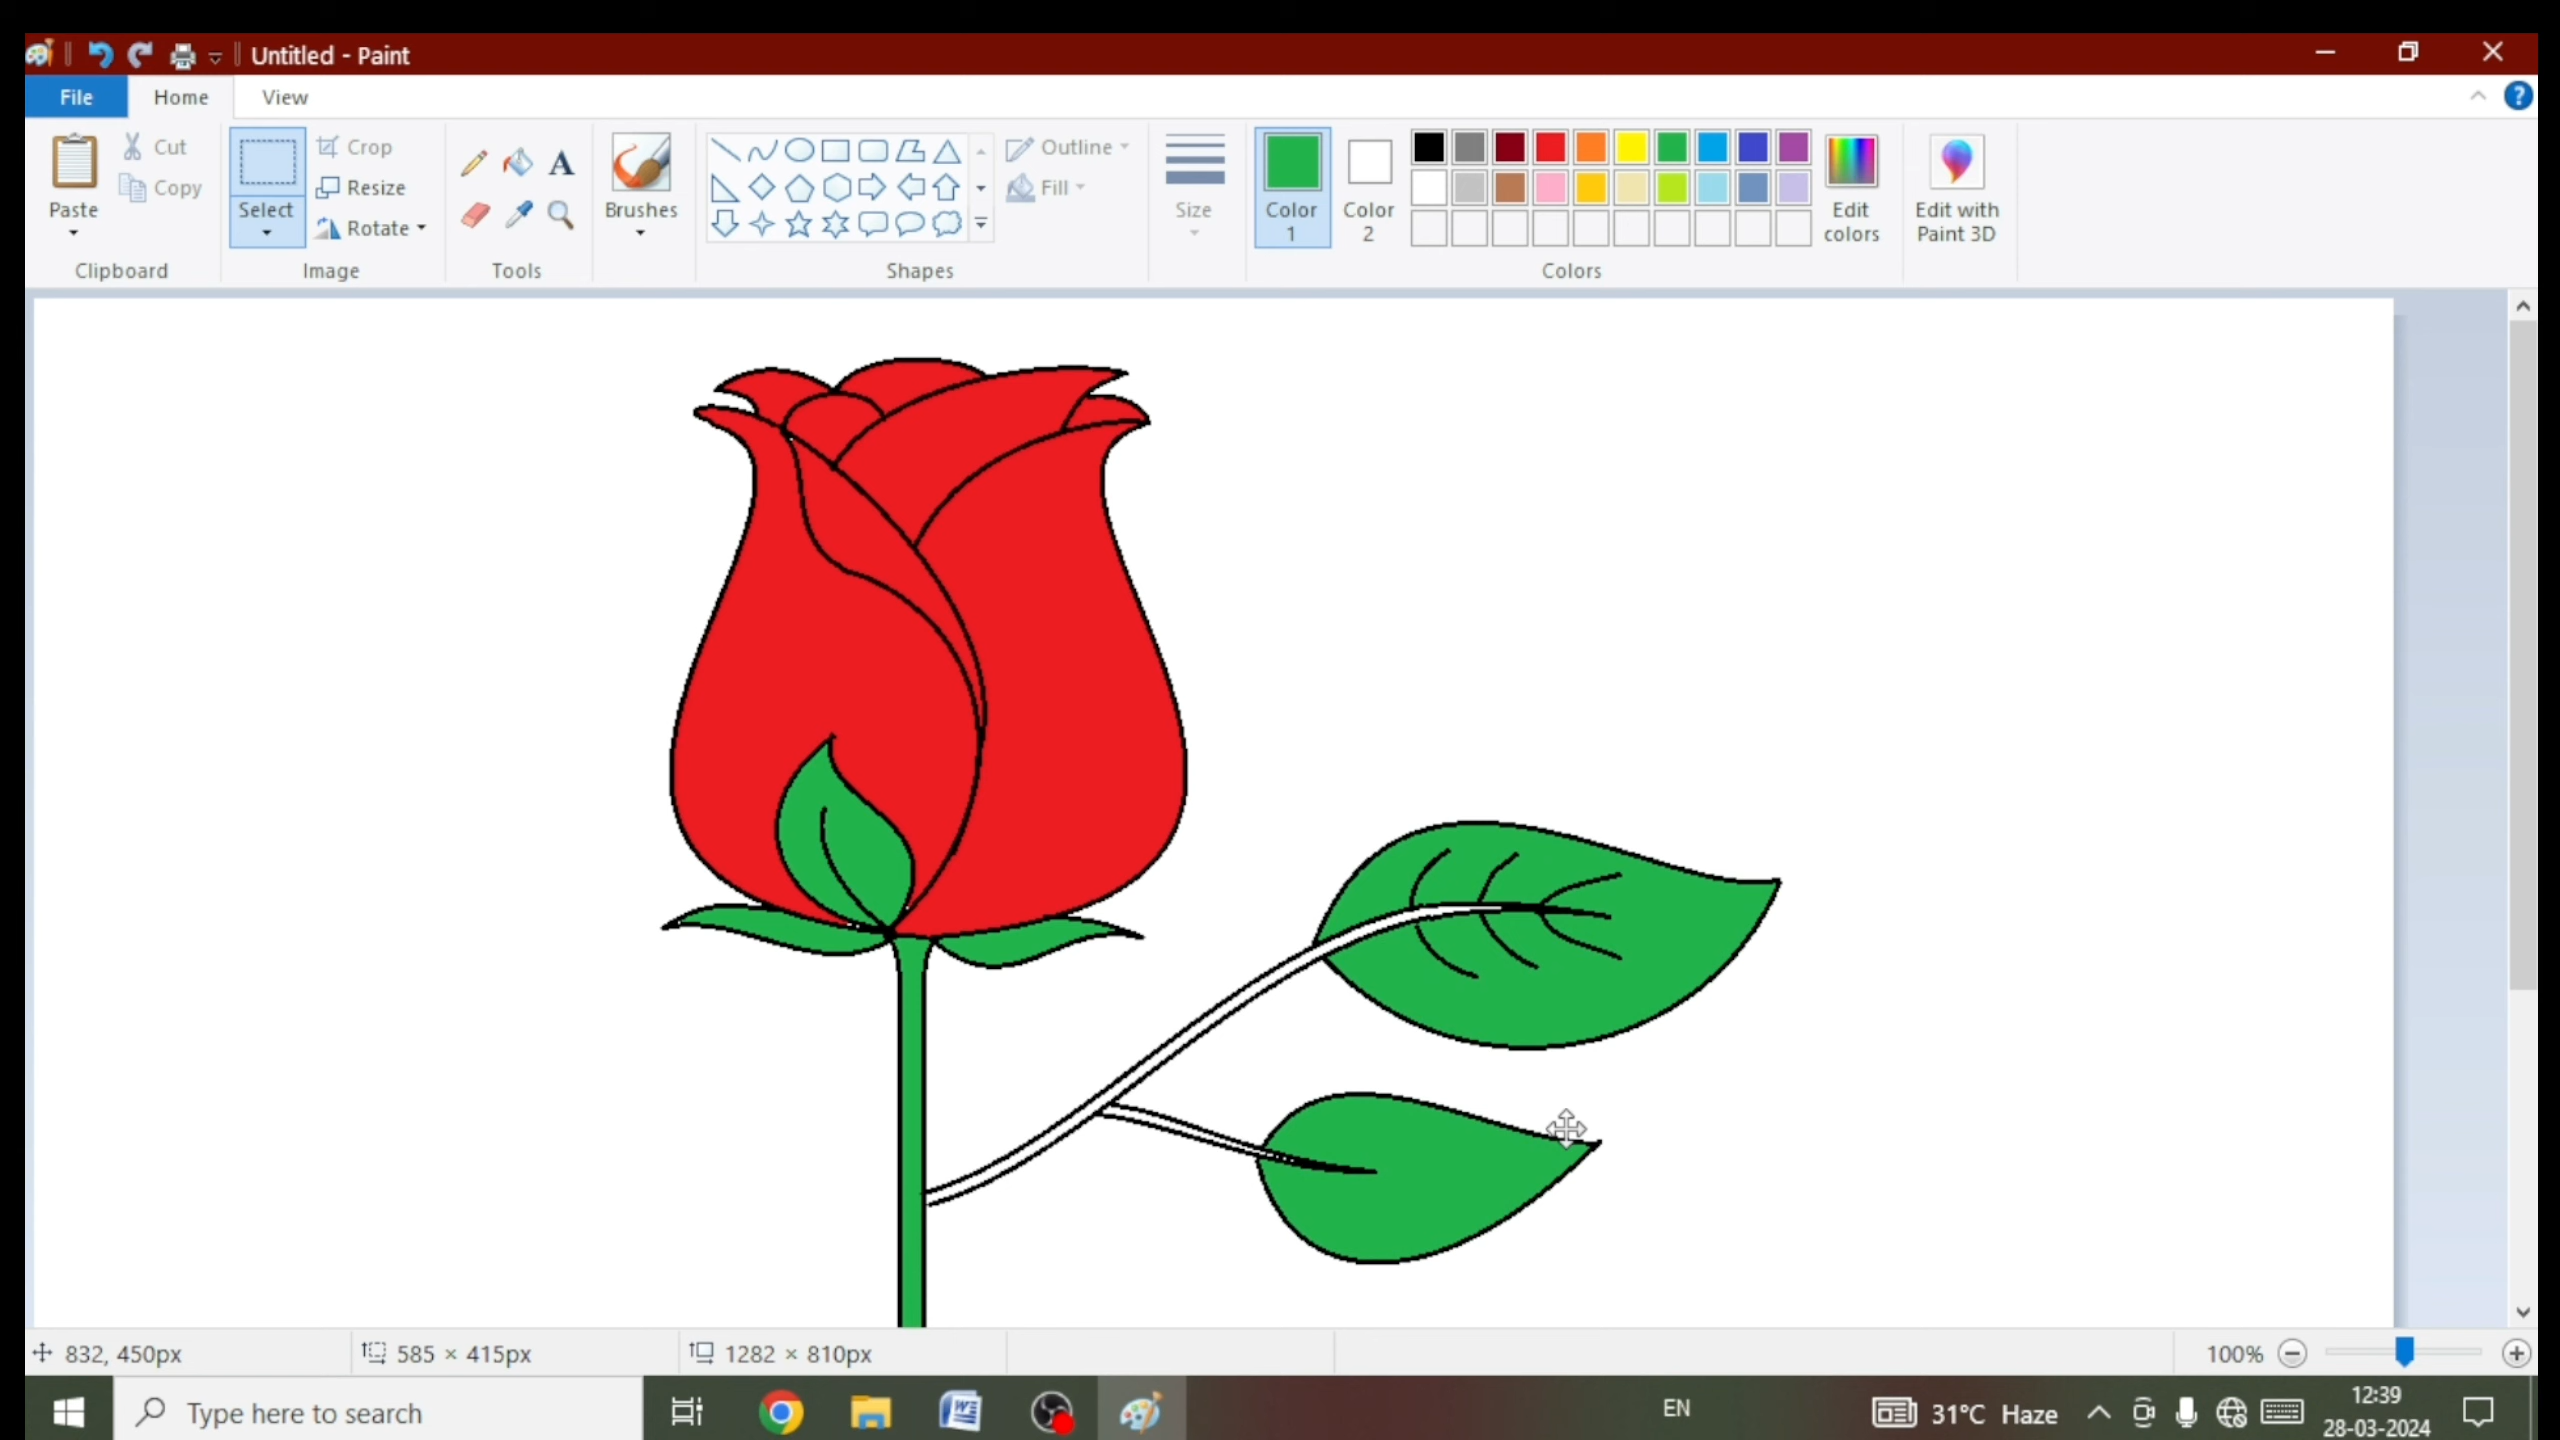 Untitled - Paint
File Home View
Paste Cut Copy Clipboard
Select Crop Resize Rotate Image
A Tools
Brushes
Outline Fill Shapes
Size
Color 1
Color 2
Edit colors
Colors
Edit with Paint 3D
832, 450px 585 × 415px 1282 × 810px 100%
Type here to search EN 31°C Haze 12:39
28-03-2024